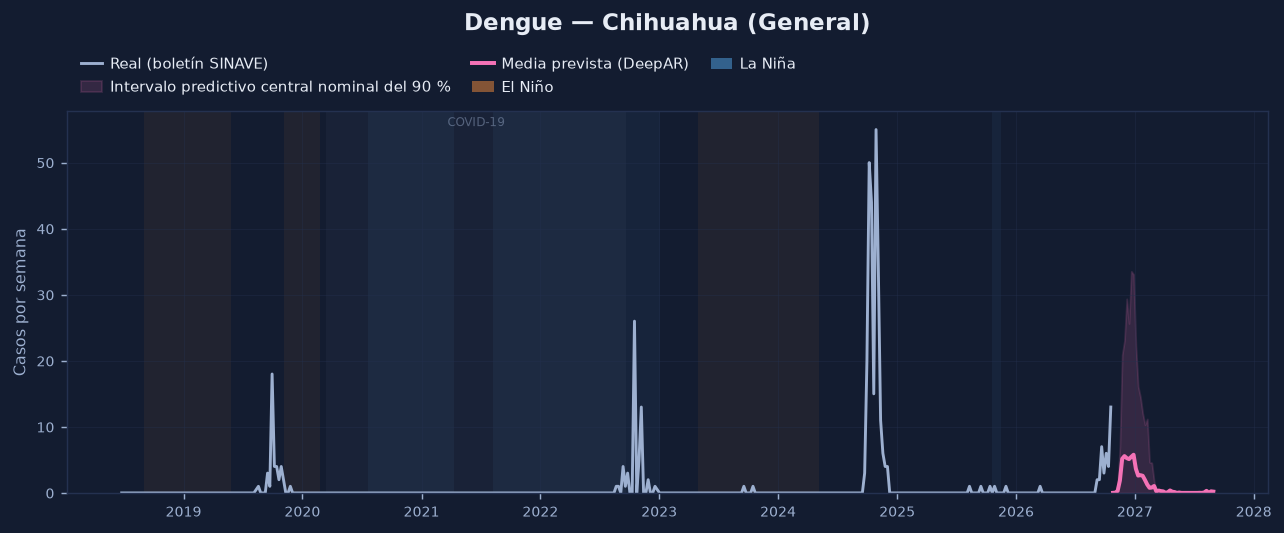 Dengue — Chihuahua (General)
Real (boletín SINAVE)
Intervalo predictivo central nominal del 90 %
Media prevista (DeepAR)
El Niño
La Niña
COVID-19
Casos por semana
50
40
30
20
10
0
2019 2020 2021 2022 2023 2024 2025 2026 2027 2028